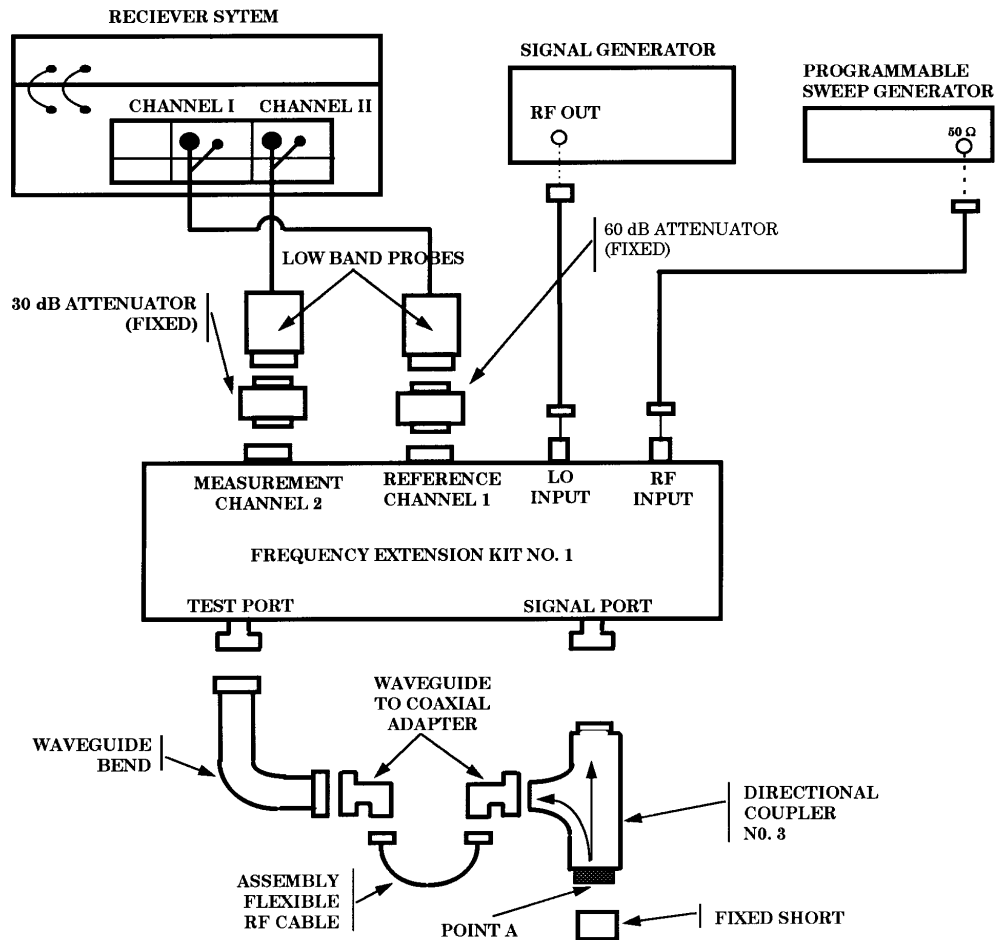 RECIEVER SYTEM
SIGNAL GENERATOR
PROGRAMMABLE
SWEEP GENERATOR
CHANNEL I
CHANNEL II
RF OUT
50 Ω
60 dB ATTENUATOR
(FIXED)
LOW BAND PROBES
30 dB ATTENUATOR
(FIXED)
MEASUREMENT
CHANNEL 2
REFERENCE
CHANNEL 1
LO
INPUT
RF
INPUT
FREQUENCY EXTENSION KIT NO. 1
TEST PORT
SIGNAL PORT
WAVEGUIDE
TO COAXIAL
ADAPTER
WAVEGUIDE
BEND
DIRECTIONAL
COUPLER
N0. 3
ASSEMBLY
FLEXIBLE
RF CABLE
POINT A
FIXED SHORT